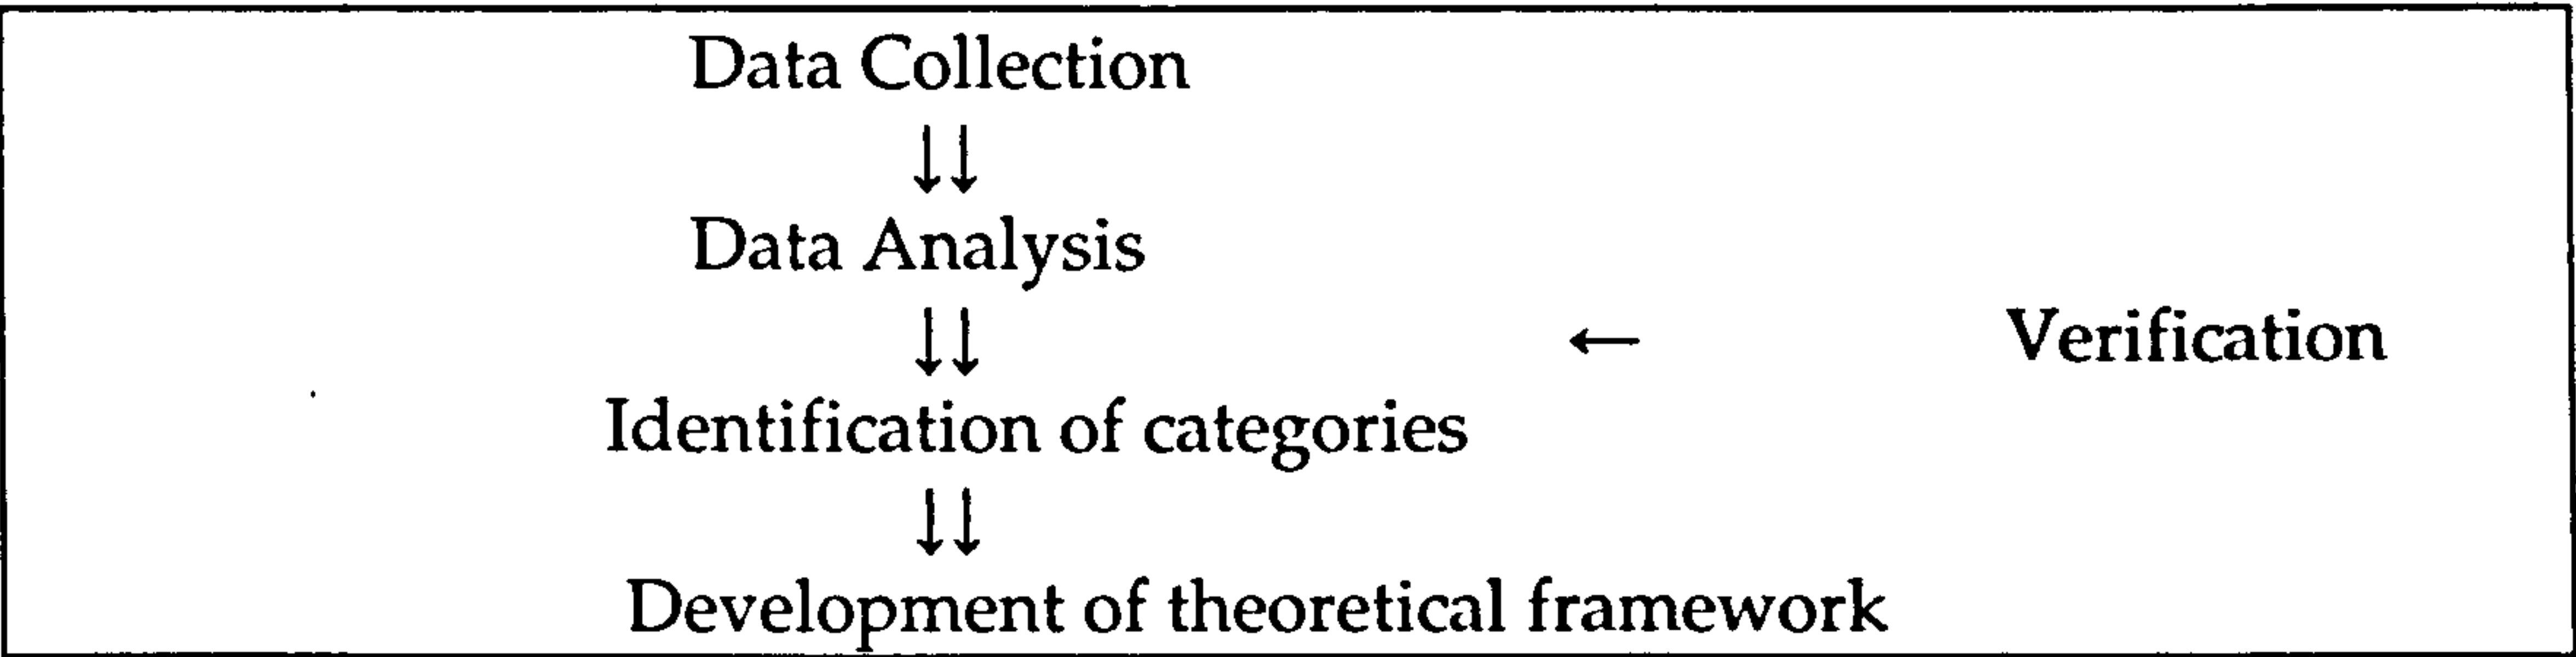 Data Collection
↓↓
Data Analysis
↓↓
← Verification
Identification of categories
↓↓
Development of theoretical framework